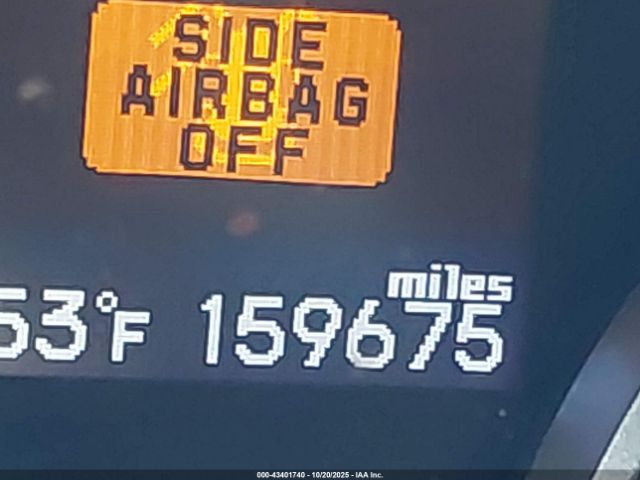 SIDE
AIRBAG
OFF
miles
53°F 159675
000-43401740 - 10/20/2025 - IAA Inc.